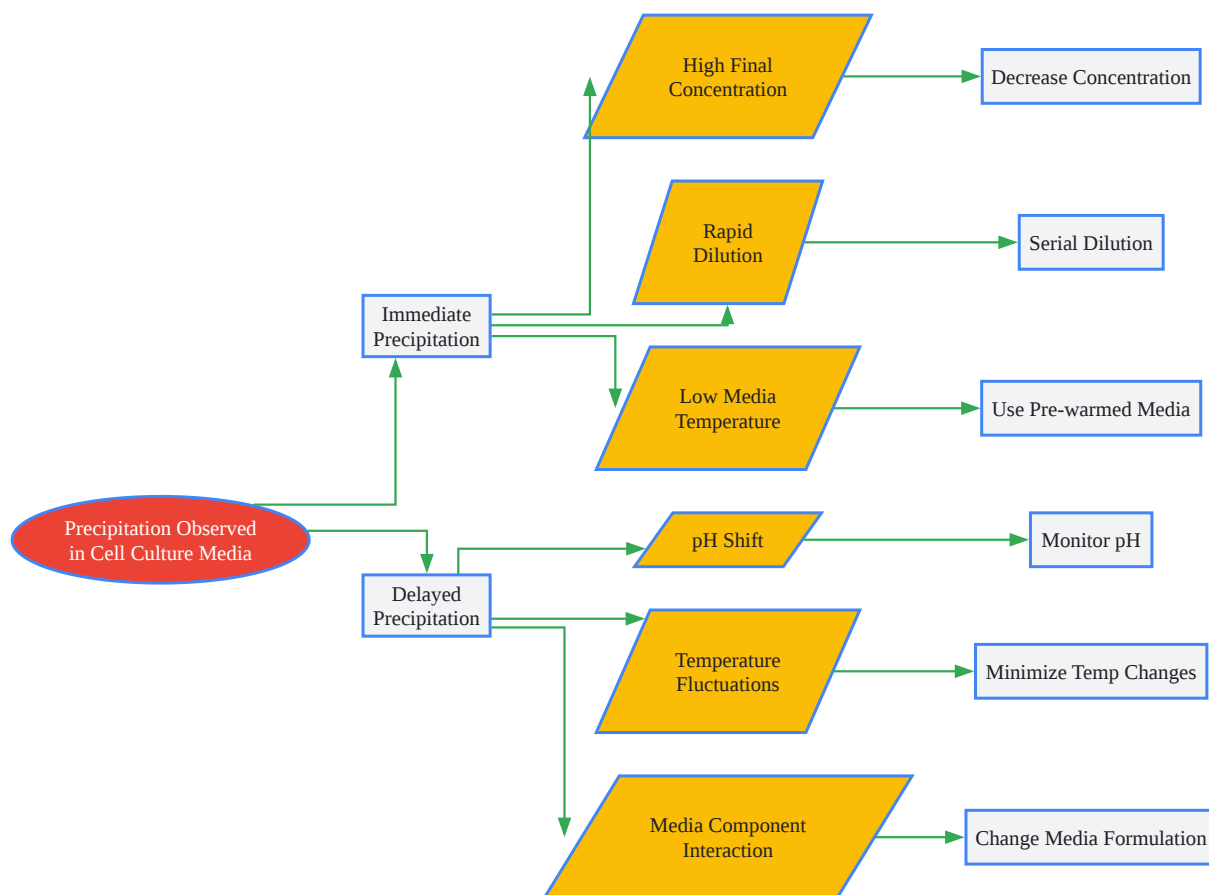 High Final
Concentration
Decrease Concentration
Rapid
Dilution
Serial Dilution
Immediate
Precipitation
Low Media
Temperature
Use Pre-warmed Media
Precipitation Observed
in Cell Culture Media
pH Shift
Monitor pH
Delayed
Precipitation
Temperature
Fluctuations
Minimize Temp Changes
Media Component
Interaction
Change Media Formulation